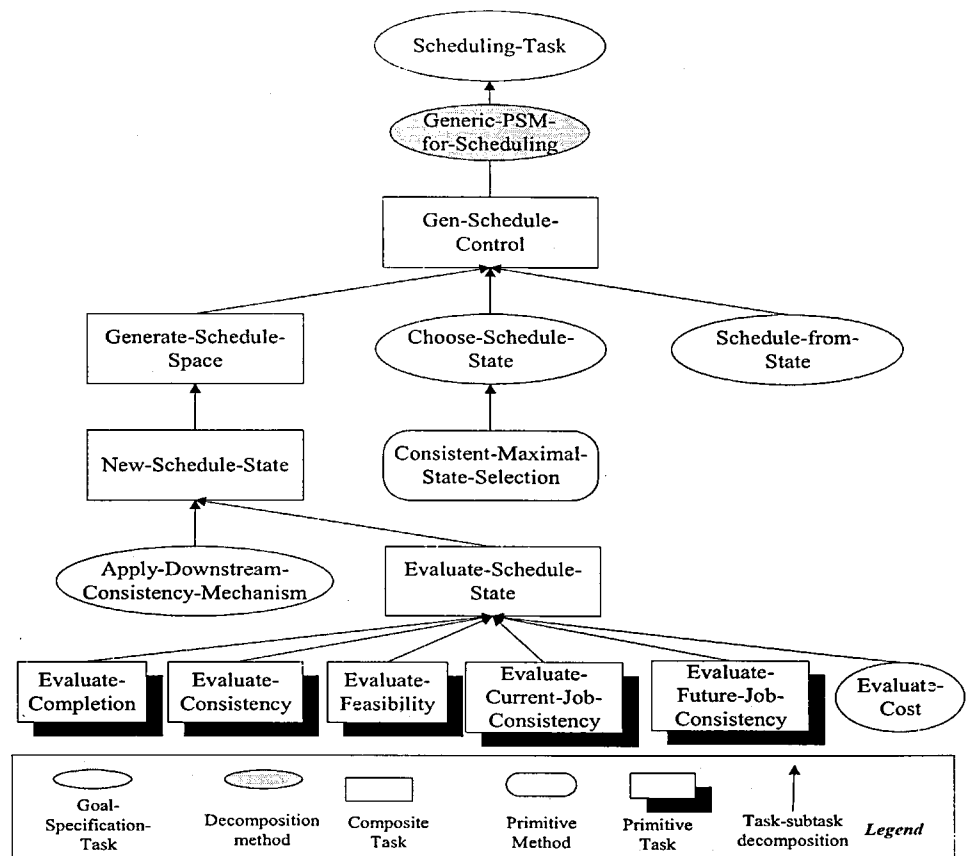 Scheduling-Task
Generic-PSM-
for-Scheduling
Gen-Schedule-
Control
Generate-Schedule-
Space
Choose-Schedule-
State
Schedule-from-
State
New-Schedule-State
Consistent-Maximal-
State-Selection
Apply-Downstream-
Consistency-Mechanism
Evaluate-Schedule-
State
Evaluate-
Completion
Evaluate-
Consistency
Evaluate-
Feasibility
Evaluate-
Current-Job-
Consistency
Evaluate-
Future-Job-
Consistency
Evaluate-
Cost
Goal-
Specification-
Task
Decomposition
method
Composite
Task
Primitive
Method
Primitive
Task
Task-subtask
decomposition
Legend